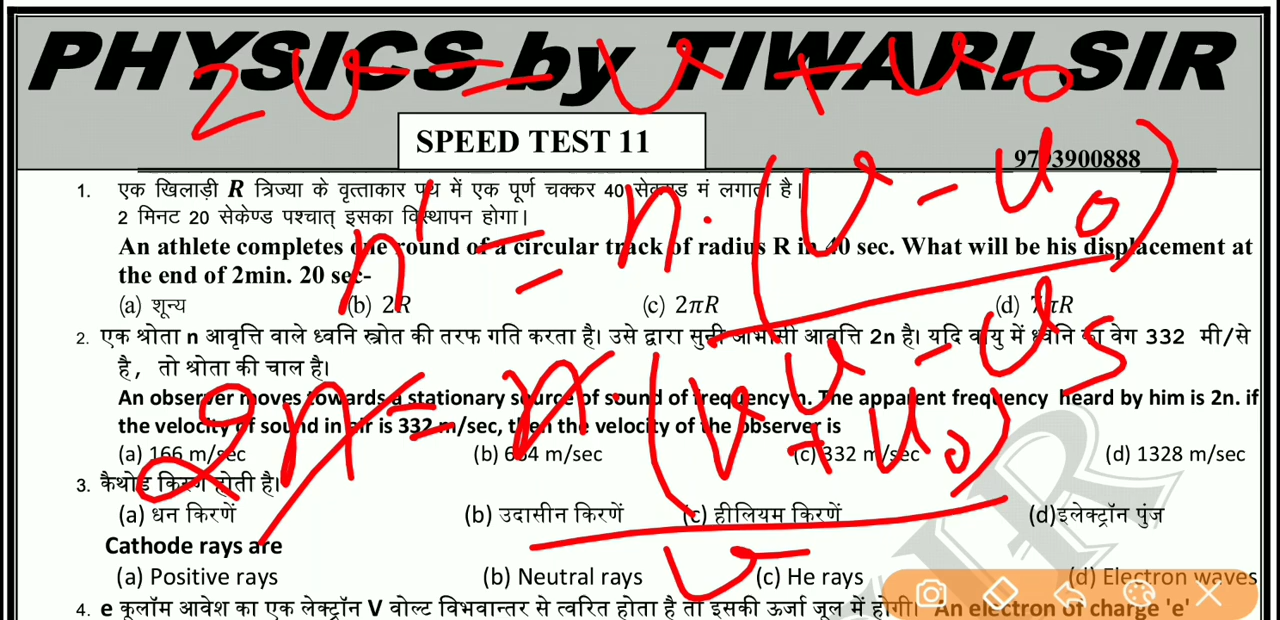 PHYSICS by TIWARI SIR
SPEED TEST 11
9793900888
1. एक खिलाड़ी R त्रिज्या के वृत्ताकार पथ में एक पूर्ण चक्कर 40 सेकेण्ड मं लगाता है।
2 मिनट 20 सेकेण्ड पश्चात् इसका विस्थापन होगा।
An athlete completes one round of a circular track of radius R in 40 sec. What will be his displacement at
the end of 2min. 20 sec-
(a) शून्य (b) 2R (c) 2πR (d) 7πR
2. एक श्रोता n आवृत्ति वाले ध्वनि स्त्रोत की तरफ गति करता है। उसे द्वारा सुनी आभासी आवृत्ति 2n है। यदि वायु में ध्वनि का वेग 332 मी/से
है, तो श्रोता की चाल है।
An observer moves towards a stationary source of sound of frequency n. The apparent frequency heard by him is 2n. if
the velocity of sound in air is 332 m/sec, then the velocity of the observer is
(a) 166 m/sec (b) 664 m/sec (c) 332 m/sec (d) 1328 m/sec
3. कैथोड किरणें होती है।
(a) धन किरणें (b) उदासीन किरणें (c) हीलियम किरणें (d)इलेक्ट्रॉन पुंज
Cathode rays are
(a) Positive rays (b) Neutral rays (c) He rays (d) Electron waves
4. e कूलॉम आवेश का एक लेक्ट्रॉन V वोल्ट विभवान्तर से त्वरित होता है तो इसकी ऊर्जा जूल में होगी। An electron of charge 'e'
2v = v + v₀
n' = n · (v - v₀) / v - vₛ
2n = n · (v + v₀) / v